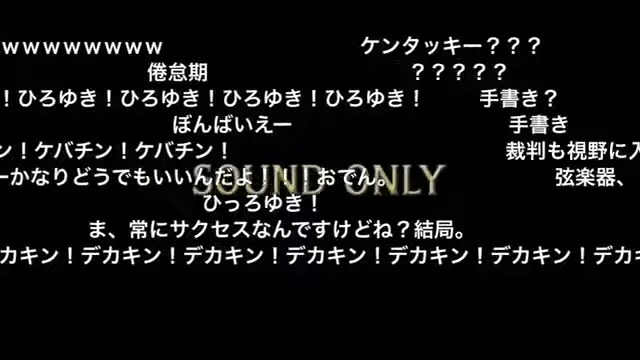 wwwwwwwww ケンタッキー???
倦怠期 ?????
!ひろゆき!ひろゆき!ひろゆき!ひろゆき! 手書き?
ぼんばいえー 手書き
ン!ケバチン!ケバチン! 裁判も視野に入
ーかなりどうでもいいんだよ!! おでん。 弦楽器、
SOUND ONLY
ひっろゆき!
ま、常にサクセスなんですけどね?結局。
カキン!デカキン!デカキン!デカキン!デカキン!デカキン!デカキン!デカキ